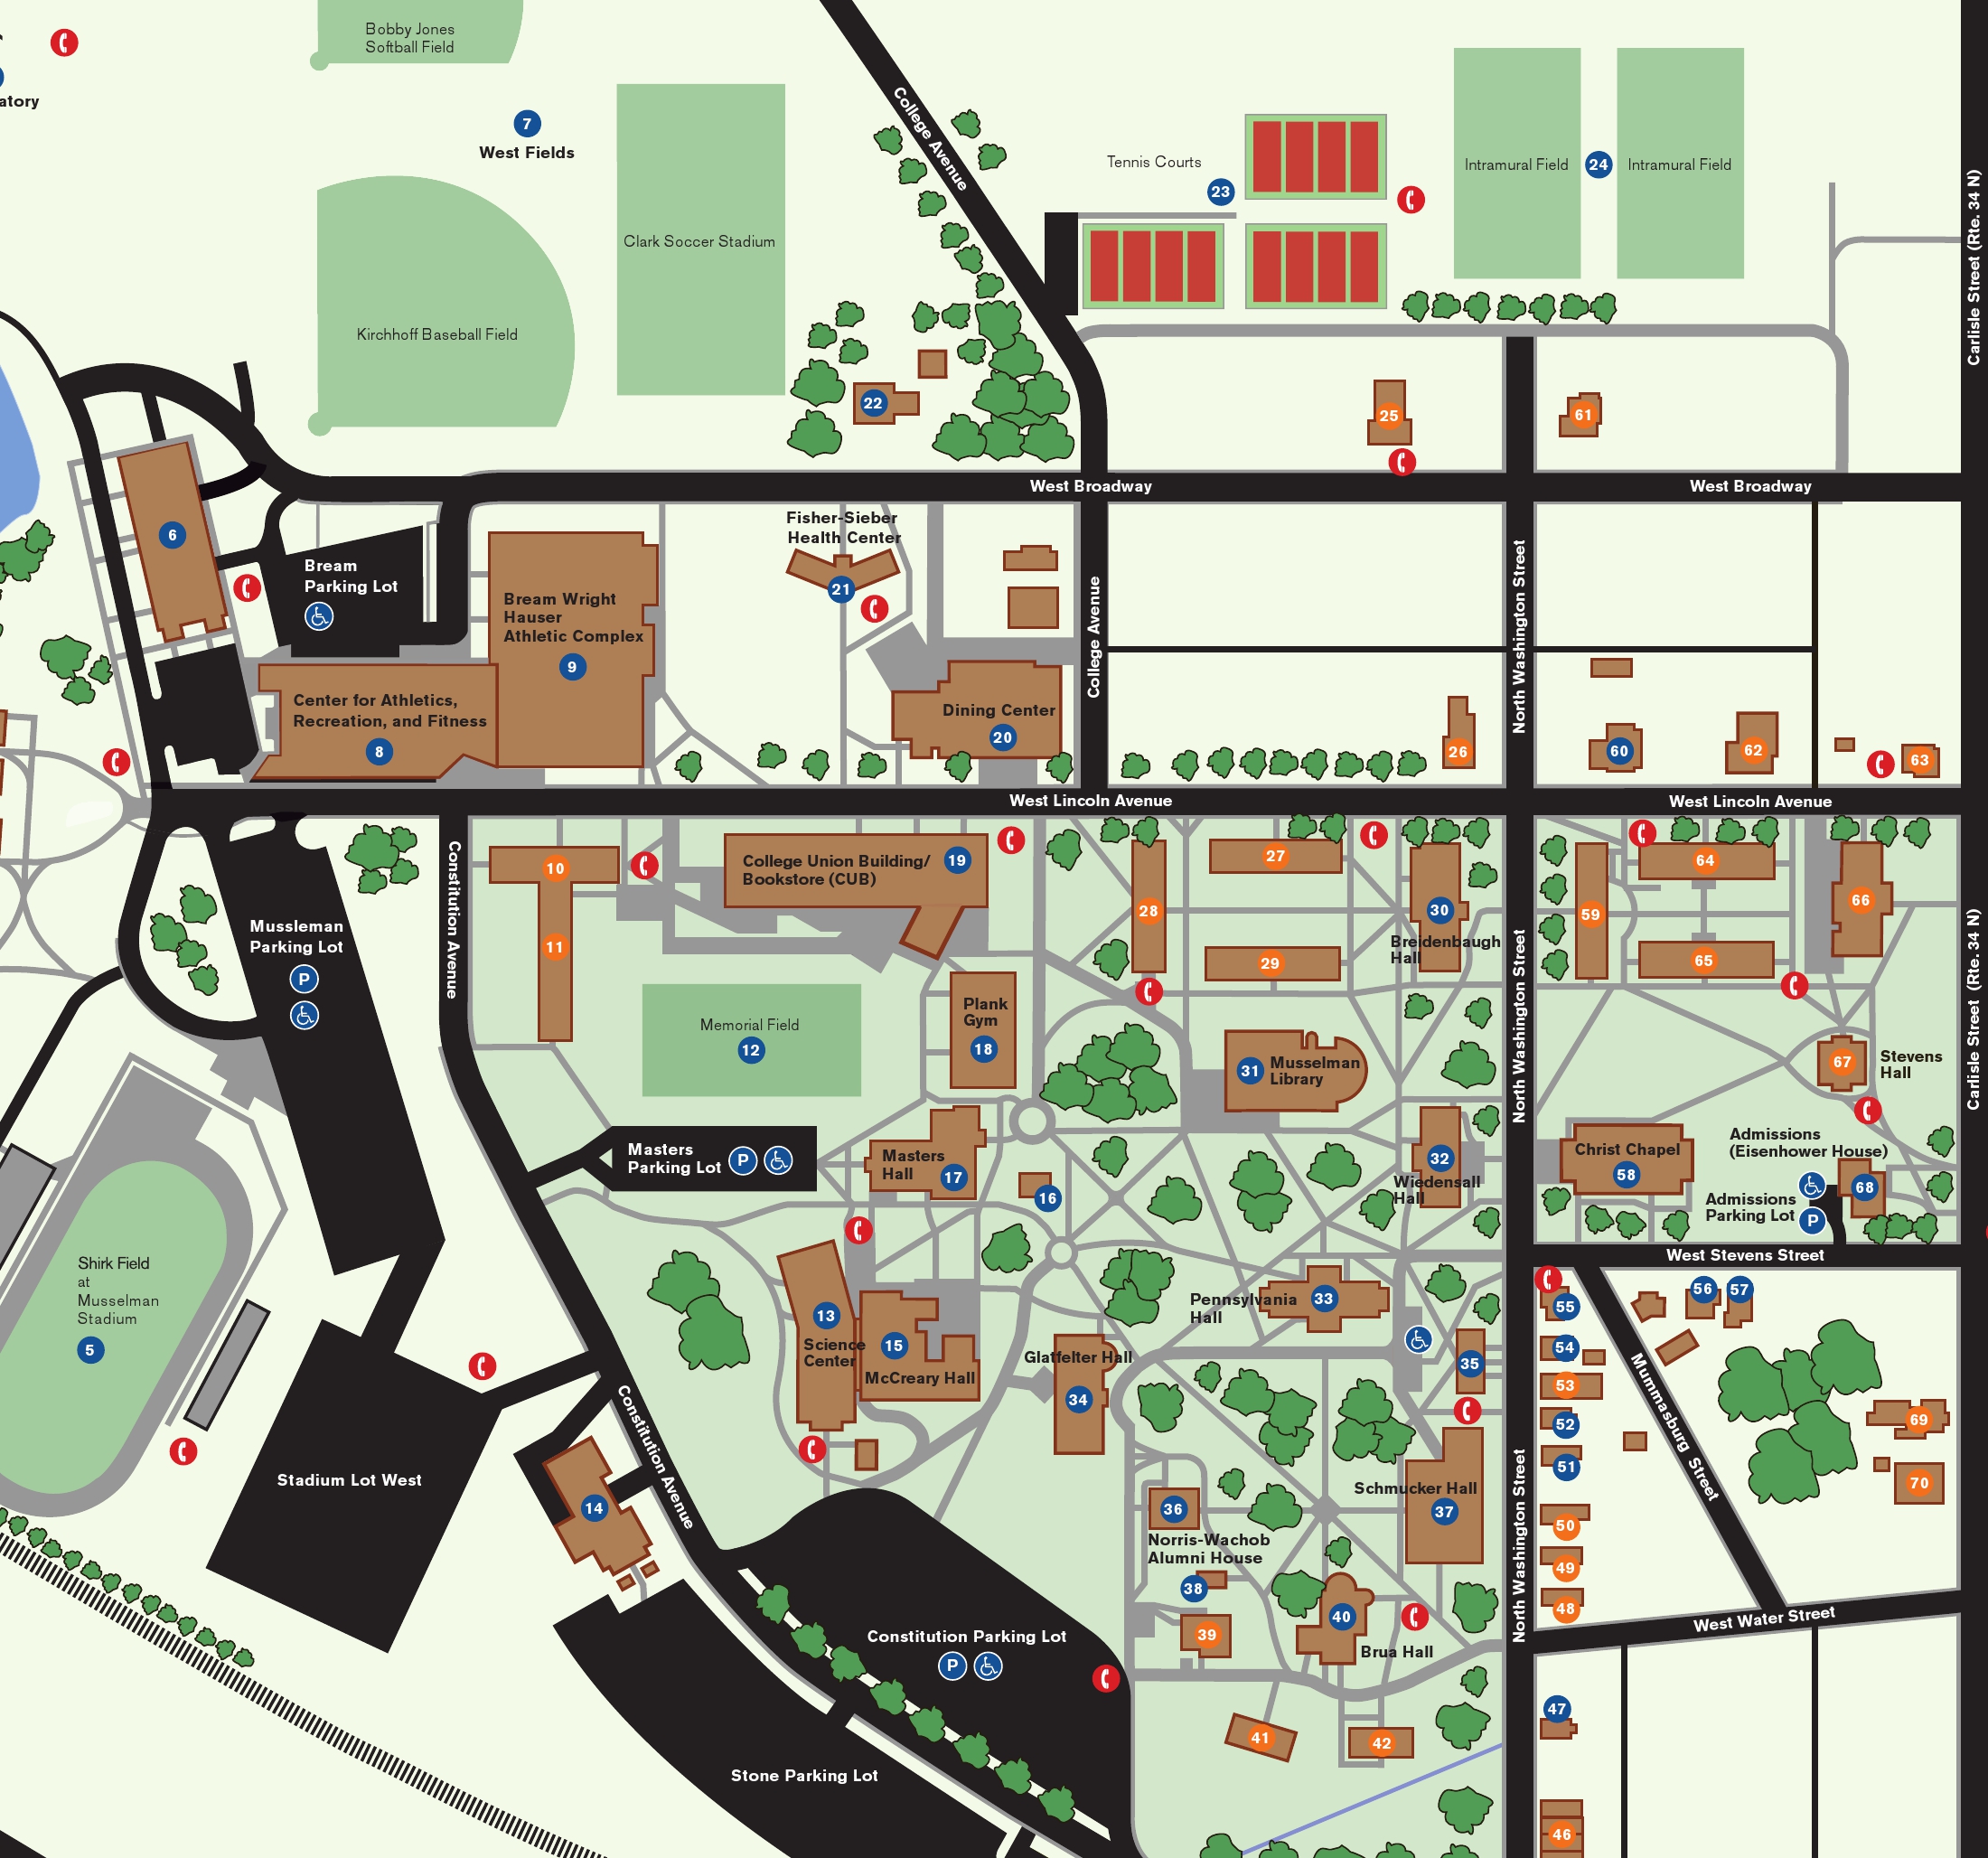 Bobby Jones
Softball Field
atory
7
West Fields
College Avenue
Tennis Courts
23
Intramural Field
24
Intramural Field
Carlisle Street (Rte. 34 N)
Clark Soccer Stadium
Kirchhoff Baseball Field
22
25
61
West Broadway
West Broadway
6
Bream
Parking Lot
Bream Wright
Hauser
Athletic Complex
9
Fisher-Sieber
Health Center
21
College Avenue
North Washington Street
Center for Athletics,
Recreation, and Fitness
8
Dining Center
20
26
60
62
63
West Lincoln Avenue
West Lincoln Avenue
Constitution Avenue
10
11
College Union Building/
Bookstore (CUB)
19
27
28
29
30
Breidenbaugh
Hall
North Washington Street
59
64
65
66
Carlisle Street (Rte. 34 N)
Mussleman
Parking Lot
P
Memorial Field
12
Plank
Gym
18
31
Musselman
Library
67
Stevens
Hall
Masters
Parking Lot
P
Masters
Hall
17
16
32
Wiedensall
Hall
Christ Chapel
58
Admissions
(Eisenhower House)
68
Admissions
Parking Lot
P
West Stevens Street
Shirk Field
at
Musselman
Stadium
5
13
Science
Center
15
McCreary Hall
Glatfelter Hall
34
Pennsylvania
Hall
33
35
55
56
57
54
53
52
51
Mummasburg Street
69
70
Stadium Lot West
14
Constitution Avenue
36
Norris-Wachob
Alumni House
38
39
Schmucker Hall
37
40
Brua Hall
North Washington Street
50
49
48
West Water Street
Constitution Parking Lot
P
41
42
47
Stone Parking Lot
46